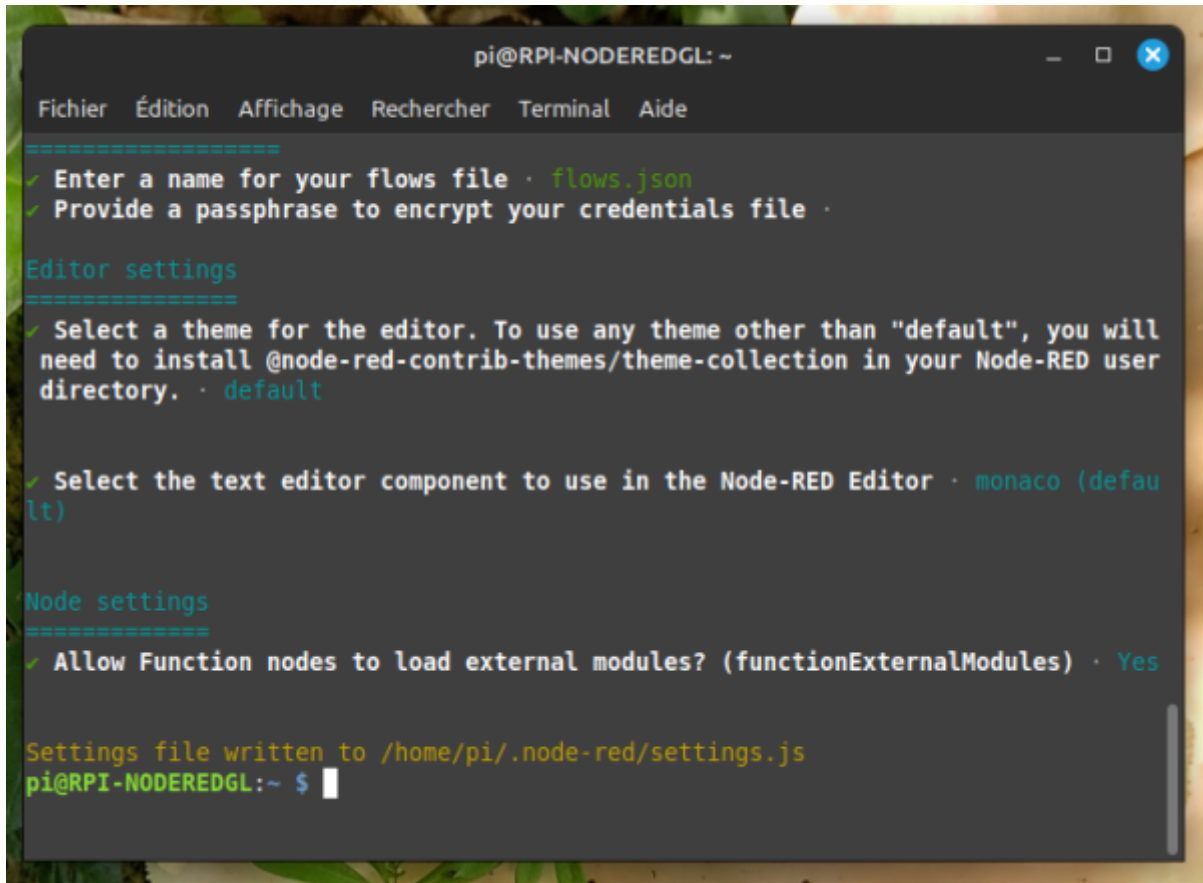 pi@RPI-NODEREDGL: ~
Fichier Édition Affichage Rechercher Terminal Aide
==================
✔ Enter a name for your flows file · flows.json
✔ Provide a passphrase to encrypt your credentials file ·
Editor settings
===============
✔ Select a theme for the editor. To use any theme other than "default", you will
need to install @node-red-contrib-themes/theme-collection in your Node-RED user
directory. · default
✔ Select the text editor component to use in the Node-RED Editor · monaco (defau
lt)
Node settings
=============
✔ Allow Function nodes to load external modules? (functionExternalModules) · Yes
Settings file written to /home/pi/.node-red/settings.js
pi@RPI-NODEREDGL:~ $